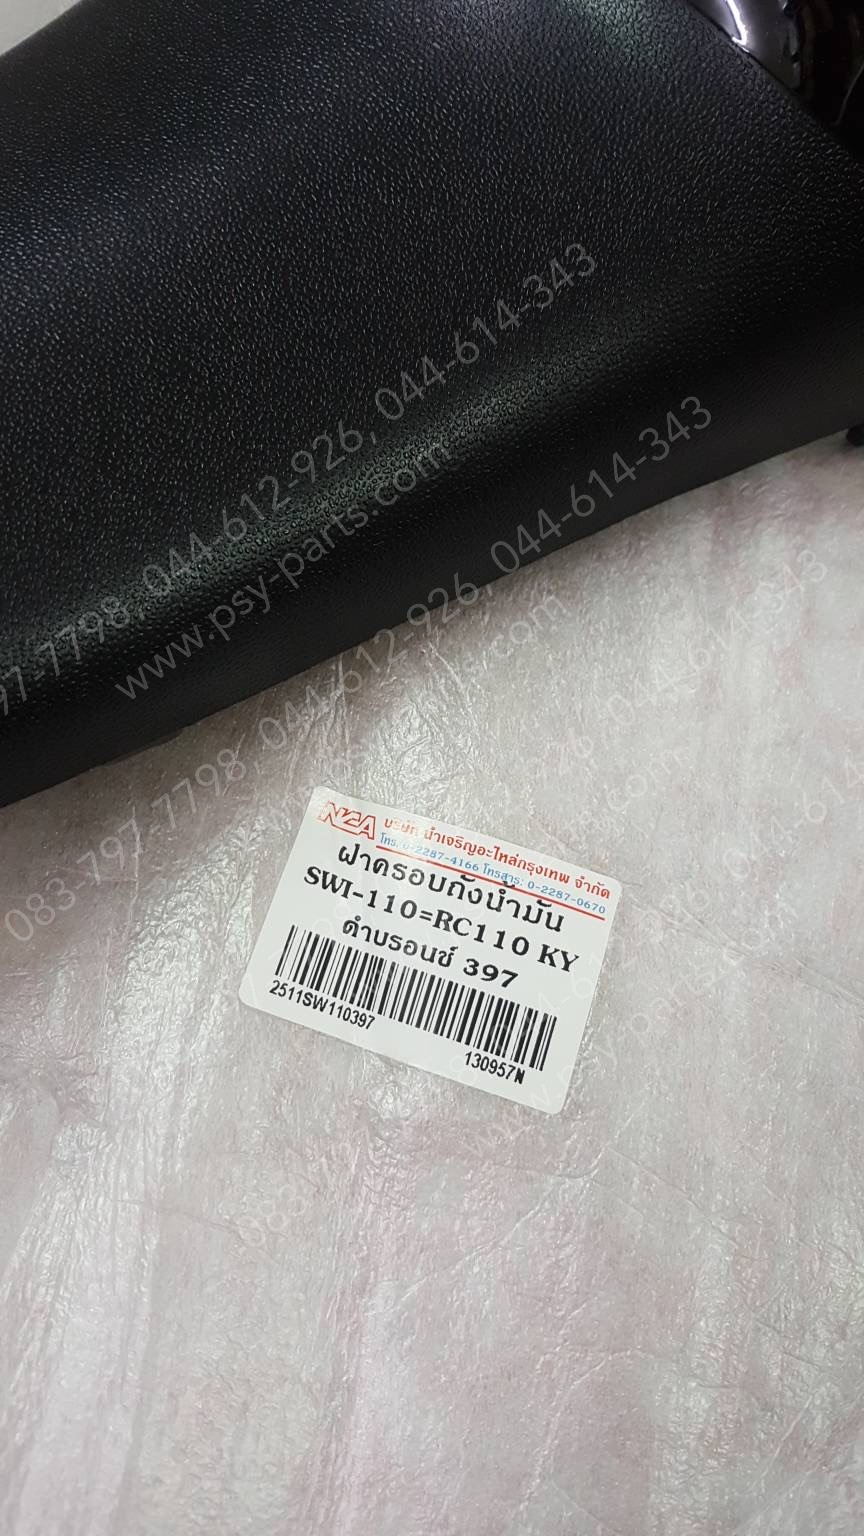 044-614-343
083-797-7798, 044-612-926, 044-614-343
www.psy-parts.com
NEA บริษัท นำเจริญอะไหล่กรุงเทพ จำกัด
โทร. 0-2287-4166 โทรสาร: 0-2287-0670
ฝาครอบถังน้ำมัน
SWI-110=RC110 KY
ดำบรอนซ์ 397
2511SW110397
130957N